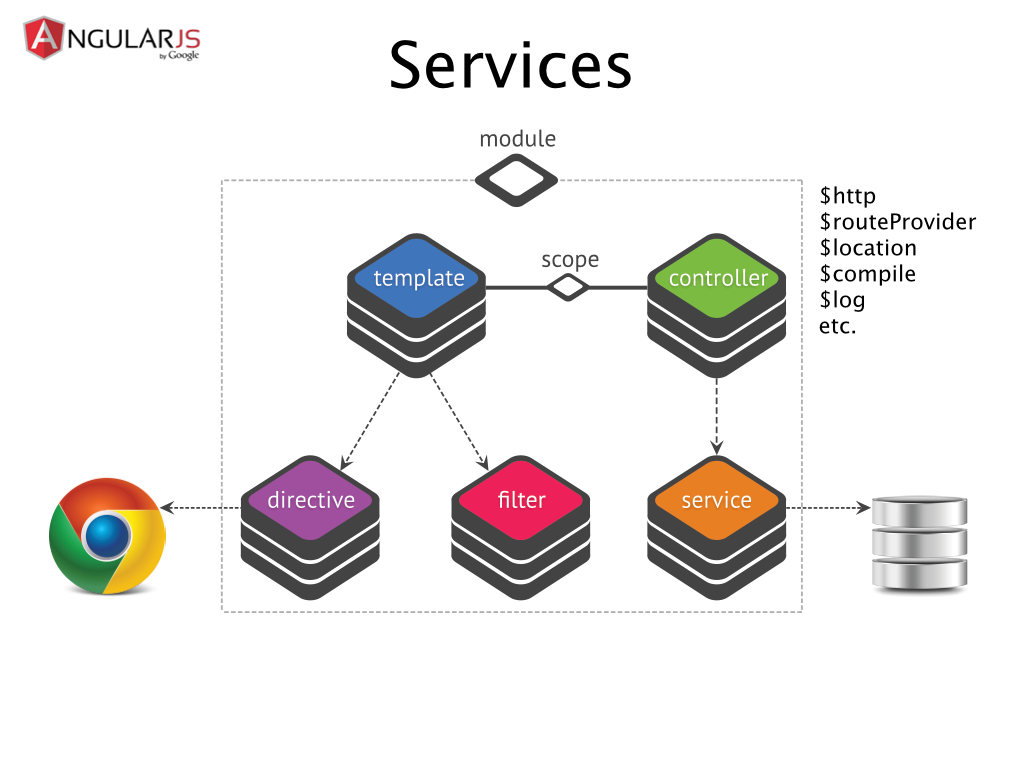 ANGULARJS
by Google
Services
module
$http
$routeProvider
$location
$compile
$log
etc.
scope
template
controller
directive
filter
service